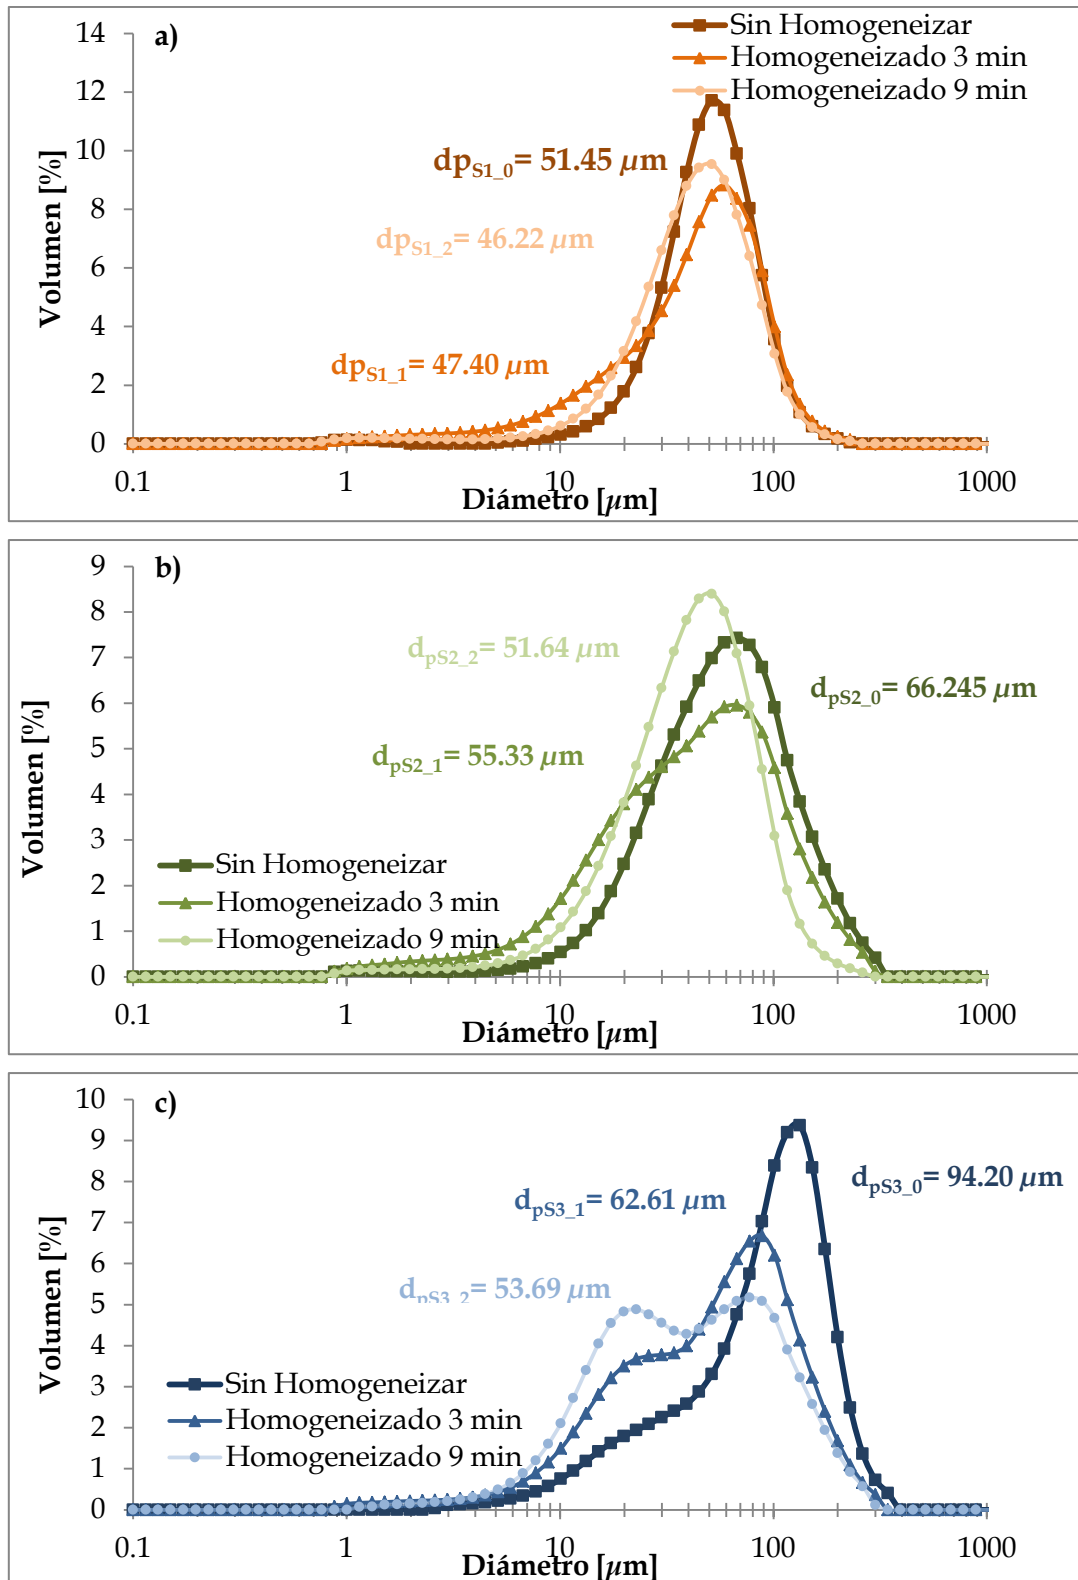 a)
Sin Homogeneizar
Homogeneizado 3 min
Homogeneizado 9 min
14
12
10
8
6
4
2
0
Volumen [%]
dpS1_0= 51.45 µm
dpS1_2= 46.22 µm
dpS1_1= 47.40 µm
0.1 1 10 100 1000
Diámetro [µm]
b)
9
8
7
6
5
4
3
2
1
0
Volumen [%]
dpS2_2= 51.64 µm
dpS2_0= 66.245 µm
dpS2_1= 55.33 µm
Sin Homogeneizar
Homogeneizado 3 min
Homogeneizado 9 min
0.1 1 10 100 1000
Diámetro [µm]
c)
10
9
8
7
6
5
4
3
2
1
0
Volumen [%]
dpS3_0= 94.20 µm
dpS3_1= 62.61 µm
dpS3_2= 53.69 µm
Sin Homogeneizar
Homogeneizado 3 min
Homogeneizado 9 min
0.1 1 10 100 1000
Diámetro [µm]